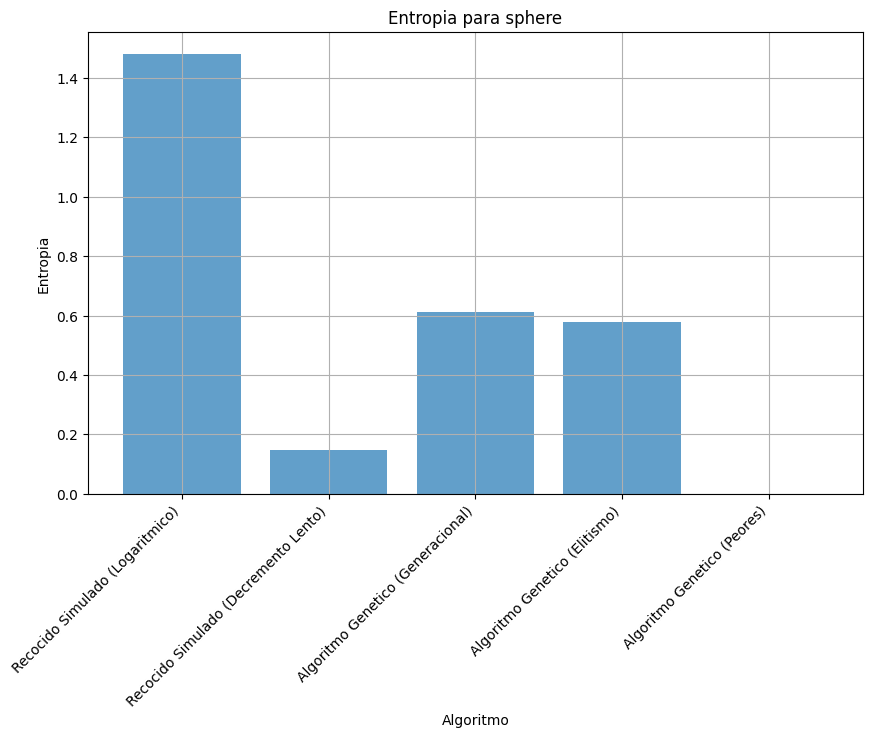 Entropia para sphere
Entropia
1.4
1.2
1.0
0.8
0.6
0.4
0.2
0.0
Recocido Simulado (Logaritmico)
Recocido Simulado (Decremento Lento)
Algoritmo Genetico (Generacional)
Algoritmo Genetico (Elitismo)
Algoritmo Genetico (Peores)
Algoritmo